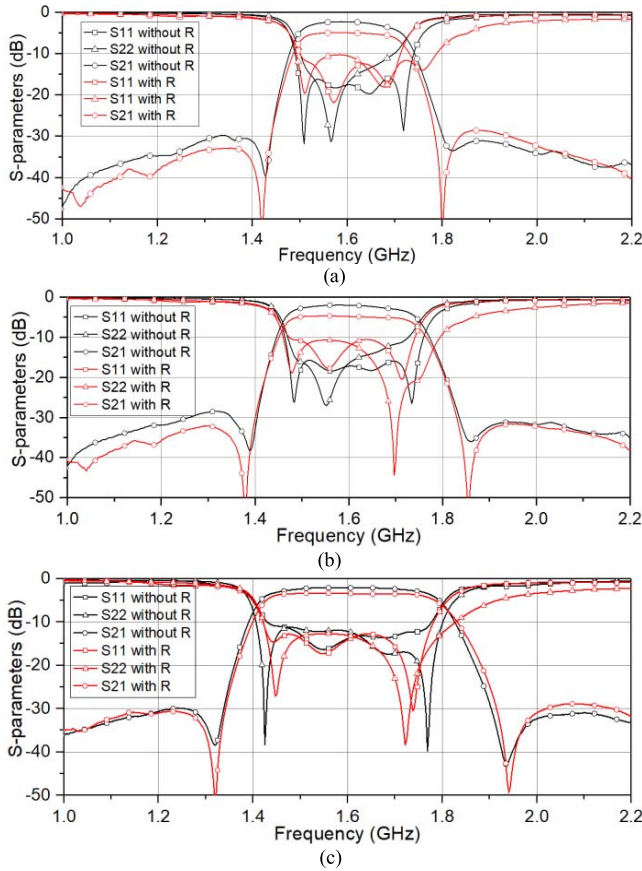 0
-10
-20
-30
-40
-50
S-parameters (dB)
S11 without R
S22 without R
S21 without R
S11 with R
S11 with R
S21 with R
1.0 1.2 1.4 1.6 1.8 2.0 2.2
Frequency (GHz)
(a)
0
-10
-20
-30
-40
-50
S-parameters (dB)
S11 without R
S22 without R
S21 without R
S11 with R
S22 with R
S21 with R
1.0 1.2 1.4 1.6 1.8 2.0 2.2
Frequency (GHz)
(b)
0
-10
-20
-30
-40
-50
S-parameters (dB)
S11 without R
S22 without R
S21 without R
S11 with R
S22 with R
S21 with R
1.0 1.2 1.4 1.6 1.8 2.0 2.2
Frequency (GHz)
(c)